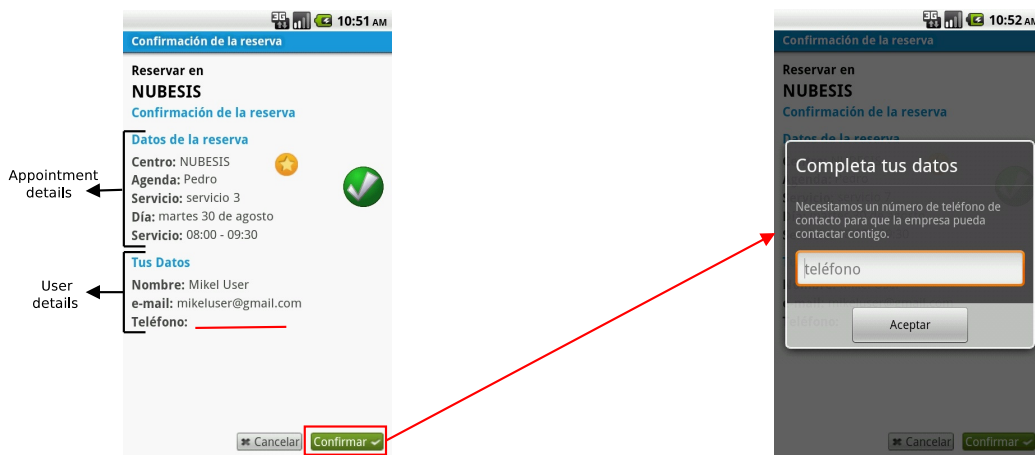 3G 10:51 AM
Confirmación de la reserva
Reservar en
NUBESIS
Confirmación de la reserva
Datos de la reserva
Centro: NUBESIS
Agenda: Pedro
Servicio: servicio 3
Día: martes 30 de agosto
Servicio: 08:00 - 09:30
Tus Datos
Nombre: Mikel User
e-mail: mikeluser@gmail.com
Teléfono:
Cancelar Confirmar
Appointment
details
User
details
3G 10:52 AM
Confirmación de la reserva
Reservar en
NUBESIS
Confirmación de la reserva
Datos de la reserva
Completa tus datos
Necesitamos un número de teléfono de
contacto para que la empresa pueda
contactar contigo.
teléfono
Teléfono:
Aceptar
Cancelar Confirmar